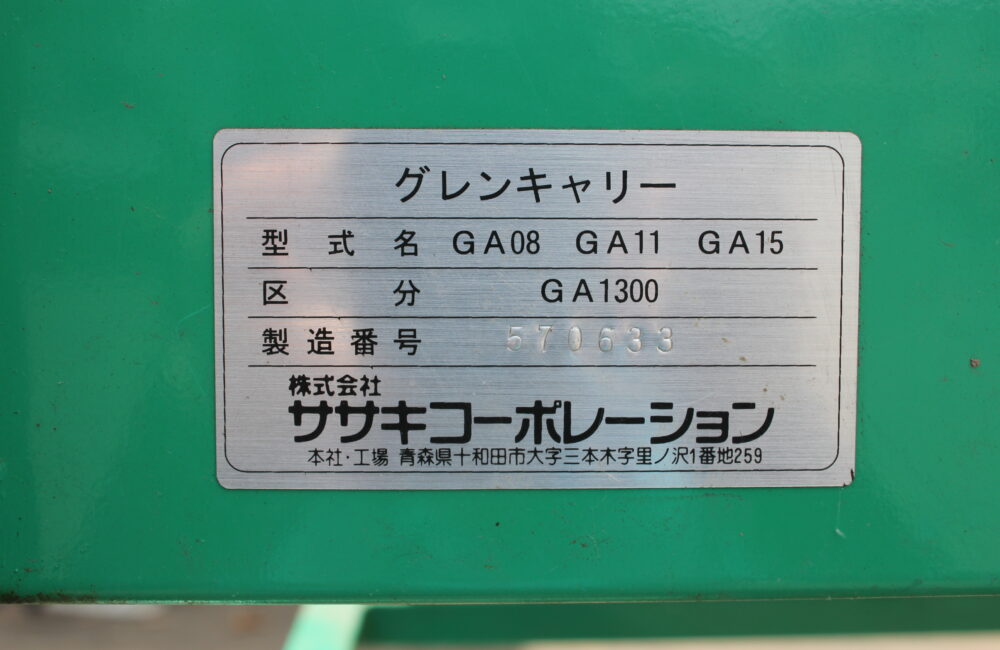 グレンキャリー
型式名 GA08 GA11 GA15
区分 GA1300
製造番号 570633
株式会社
ササキコーポレーション
本社・工場 青森県十和田市大字三本木字里ノ沢1番地259